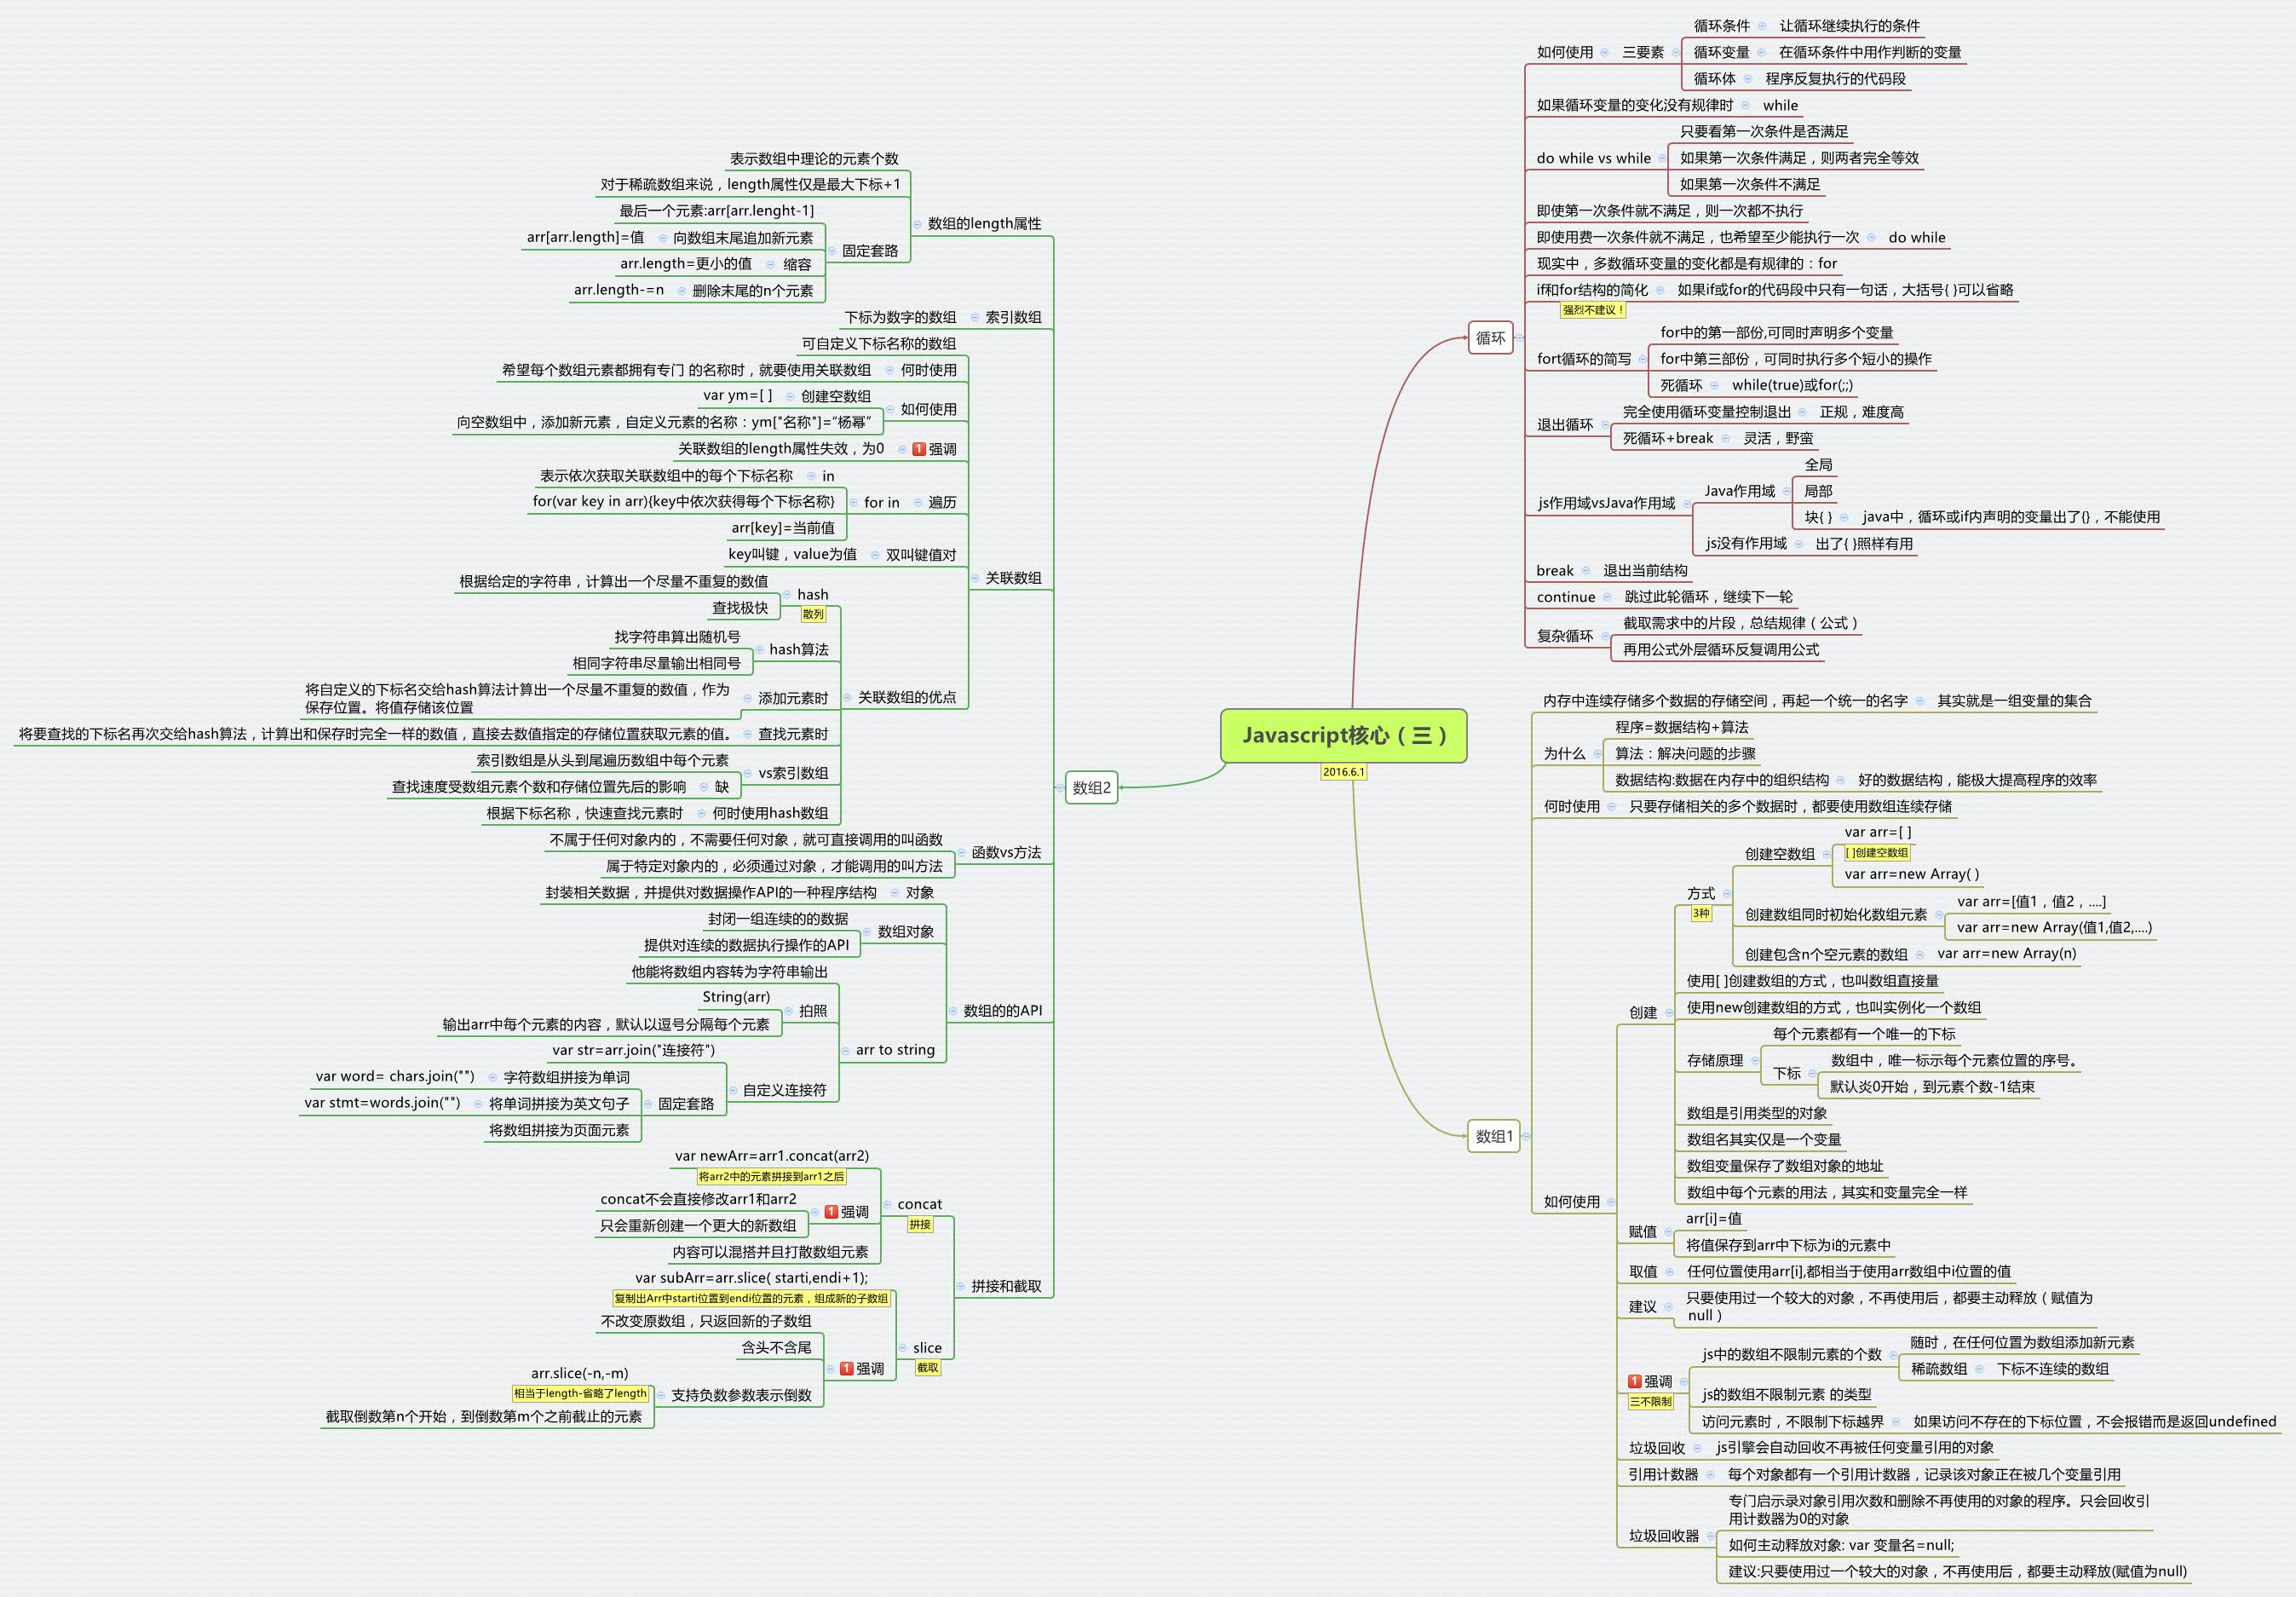 Javascript核心（三）
2016.6.1
循环
如何使用
三要素
循环条件
让循环继续执行的条件
循环变量
在循环条件中用作判断的变量
循环体
程序反复执行的代码段
如果循环变量的变化没有规律时
while
do while vs while
只要看第一次条件是否满足
如果第一次条件满足，则两者完全等效
如果第一次条件不满足
即使第一次条件就不满足，则一次都不执行
即使用费一次条件就不满足，也希望至少能执行一次
do while
现实中，多数循环变量的变化都是有规律的：for
if和for结构的简化
如果if或for的代码段中只有一句话，大括号{ }可以省略
强烈不建议！
fort循环的简写
for中的第一部份,可同时声明多个变量
for中第三部份，可同时执行多个短小的操作
死循环
while(true)或for(;;)
退出循环
完全使用循环变量控制退出
正规，难度高
死循环+break
灵活，野蛮
js作用域vsJava作用域
Java作用域
全局
局部
块{ }
java中，循环或if内声明的变量出了{}，不能使用
js没有作用域
出了{ }照样有用
break
退出当前结构
continue
跳过此轮循环，继续下一轮
复杂循环
截取需求中的片段，总结规律（公式）
再用公式外层循环反复调用公式
数组1
内存中连续存储多个数据的存储空间，再起一个统一的名字
其实就是一组变量的集合
为什么
程序=数据结构+算法
算法：解决问题的步骤
数据结构:数据在内存中的组织结构
好的数据结构，能极大提高程序的效率
何时使用
只要存储相关的多个数据时，都要使用数组连续存储
如何使用
创建
方式
3种
创建空数组
var arr=[ ]
[ ]创建空数组
var arr=new Array( )
创建数组同时初始化数组元素
var arr=[值1，值2，....]
var arr=new Array(值1,值2,....)
创建包含n个空元素的数组
var arr=new Array(n)
使用[ ]创建数组的方式，也叫数组直接量
使用new创建数组的方式，也叫实例化一个数组
存储原理
每个元素都有一个唯一的下标
下标
数组中，唯一标示每个元素位置的序号。
默认炎0开始，到元素个数-1结束
数组是引用类型的对象
数组名其实仅是一个变量
数组变量保存了数组对象的地址
数组中每个元素的用法，其实和变量完全一样
赋值
arr[i]=值
将值保存到arr中下标为i的元素中
取值
任何位置使用arr[i],都相当于使用arr数组中i位置的值
建议
只要使用过一个较大的对象，不再使用后，都要主动释放（赋值为
null）
1 强调
三不限制
js中的数组不限制元素的个数
随时，在任何位置为数组添加新元素
稀疏数组
下标不连续的数组
js的数组不限制元素 的类型
访问元素时，不限制下标越界
如果访问不存在的下标位置，不会报错而是返回undefined
垃圾回收
js引擎会自动回收不再被任何变量引用的对象
引用计数器
每个对象都有一个引用计数器，记录该对象正在被几个变量引用
垃圾回收器
专门启示录对象引用次数和删除不再使用的对象的程序。只会回收引
用计数器为0的对象
如何主动释放对象: var 变量名=null;
建议:只要使用过一个较大的对象，不再使用后，都要主动释放(赋值为null)
数组2
数组的length属性
表示数组中理论的元素个数
对于稀疏数组来说，length属性仅是最大下标+1
固定套路
最后一个元素:arr[arr.lenght-1]
向数组末尾追加新元素
arr[arr.length]=值
缩容
arr.length=更小的值
删除末尾的n个元素
arr.length-=n
索引数组
下标为数字的数组
关联数组
可自定义下标名称的数组
何时使用
希望每个数组元素都拥有专门 的名称时，就要使用关联数组
如何使用
创建空数组
var ym=[ ]
向空数组中，添加新元素，自定义元素的名称：ym["名称"]=“杨幂”
1 强调
关联数组的length属性失效，为0
遍历
for in
in
表示依次获取关联数组中的每个下标名称
for(var key in arr){key中依次获得每个下标名称}
arr[key]=当前值
双叫键值对
key叫键，value为值
关联数组的优点
hash
散列
根据给定的字符串，计算出一个尽量不重复的数值
查找极快
hash算法
找字符串算出随机号
相同字符串尽量输出相同号
添加元素时
将自定义的下标名交给hash算法计算出一个尽量不重复的数值，作为
保存位置。将值存储该位置
查找元素时
将要查找的下标名再次交给hash算法，计算出和保存时完全一样的数值，直接去数值指定的存储位置获取元素的值。
vs索引数组
索引数组是从头到尾遍历数组中每个元素
缺
查找速度受数组元素个数和存储位置先后的影响
何时使用hash数组
根据下标名称，快速查找元素时
函数vs方法
不属于任何对象内的，不需要任何对象，就可直接调用的叫函数
属于特定对象内的，必须通过对象，才能调用的叫方法
数组的的API
对象
封装相关数据，并提供对数据操作API的一种程序结构
数组对象
封闭一组连续的的数据
提供对连续的数据执行操作的API
arr to string
他能将数组内容转为字符串输出
拍照
String(arr)
输出arr中每个元素的内容，默认以逗号分隔每个元素
自定义连接符
var str=arr.join("连接符")
固定套路
字符数组拼接为单词
var word= chars.join("")
将单词拼接为英文句子
var stmt=words.join("")
将数组拼接为页面元素
拼接和截取
concat
拼接
var newArr=arr1.concat(arr2)
将arr2中的元素拼接到arr1之后
1 强调
concat不会直接修改arr1和arr2
只会重新创建一个更大的新数组
内容可以混搭并且打散数组元素
slice
截取
var subArr=arr.slice( starti,endi+1);
复制出Arr中starti位置到endi位置的元素，组成新的子数组
1 强调
不改变原数组，只返回新的子数组
含头不含尾
支持负数参数表示倒数
arr.slice(-n,-m)
相当于length-省略了length
截取倒数第n个开始，到倒数第m个之前截止的元素